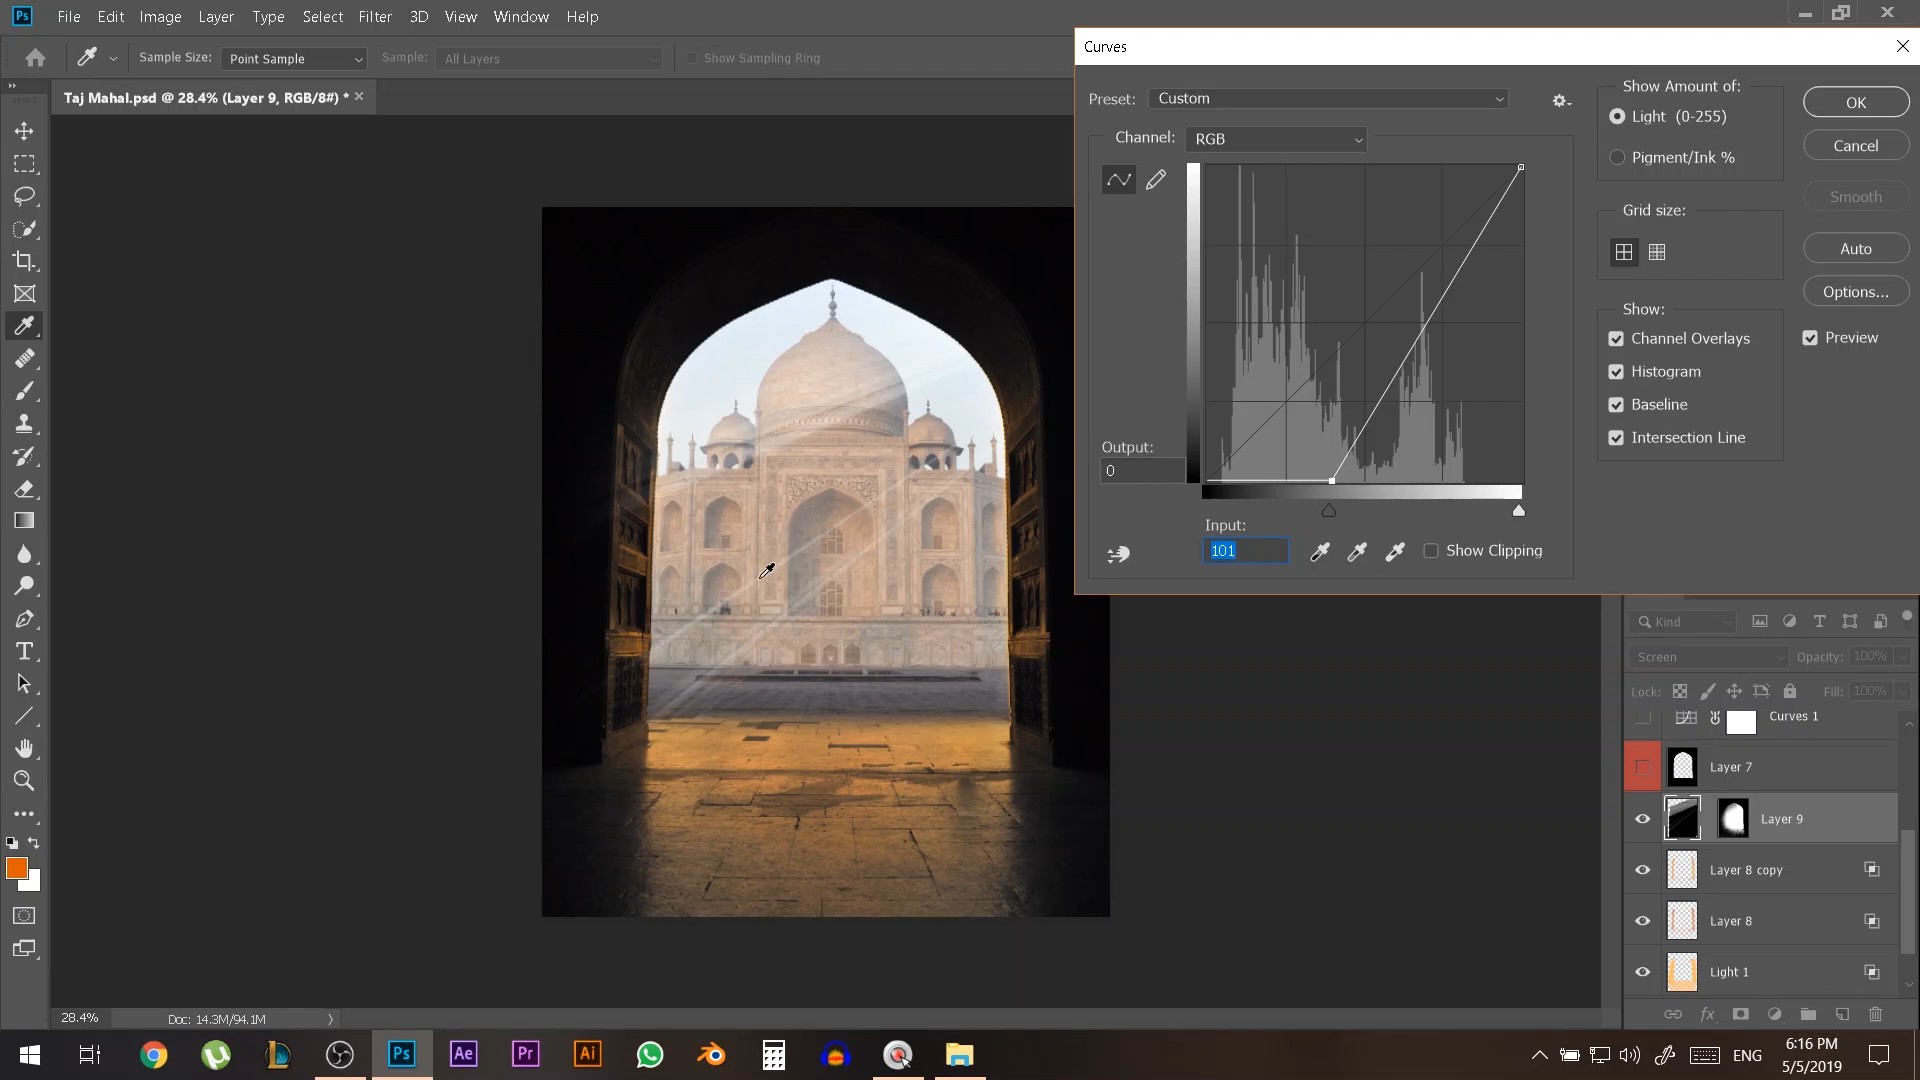 Ps File Edit Image Layer Type Select Filter 3D View Window Help
Sample Size: Point Sample Sample: All Layers Show Sampling Ring
Taj Mahal.psd @ 28.4% (Layer 9, RGB/8#) *
Curves
Preset: Custom
Channel: RGB
Output:
0
Input:
101
Show Clipping
Show Amount of:
Light (0-255)
Pigment/Ink %
Grid size:
Show:
Channel Overlays
Histogram
Baseline
Intersection Line
OK
Cancel
Smooth
Auto
Options...
Preview
Kind
Screen Opacity: 100%
Lock: Fill: 100%
Curves 1
Layer 7
Layer 9
Layer 8 copy
Layer 8
Light 1
28.4% Doc: 14.3M/94.1M
Ps Ae Pr Ai
ENG
6:16 PM
5/5/2019